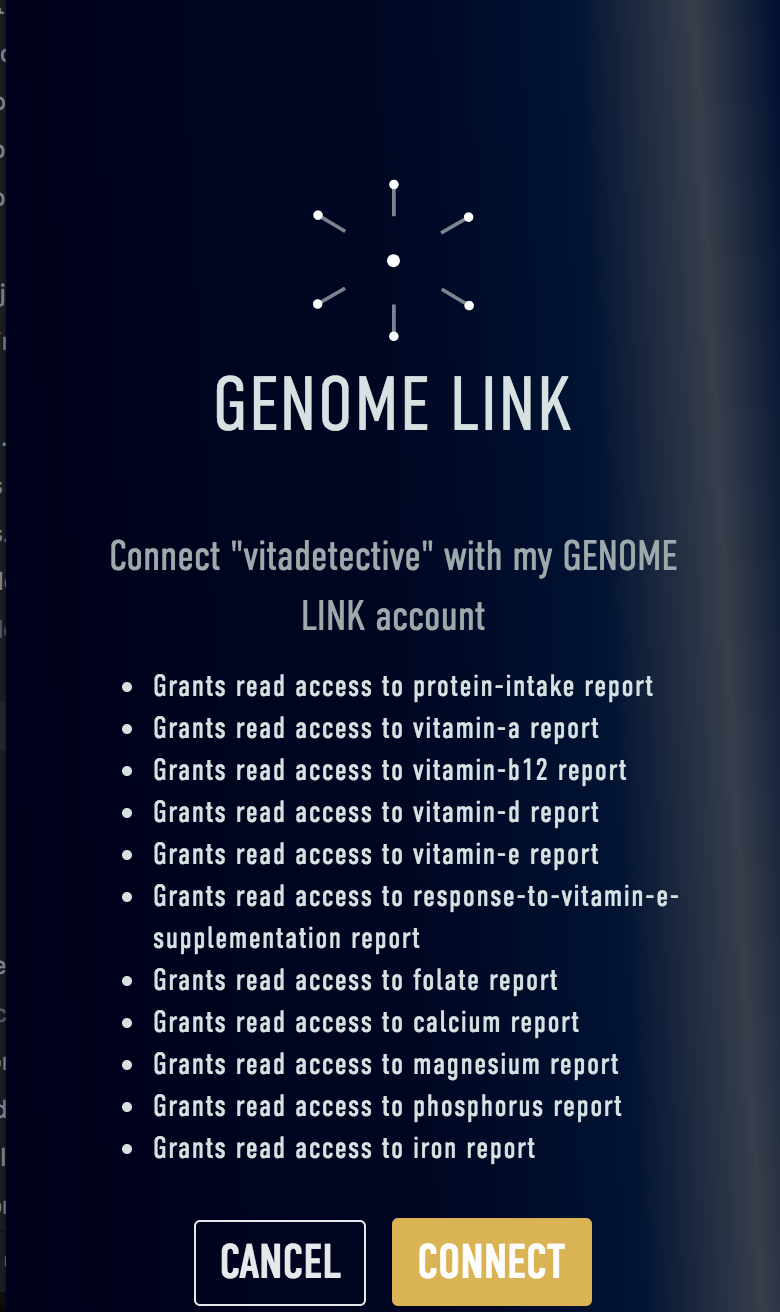 GENOME LINK
Connect "vitadetective" with my GENOME
LINK account
• Grants read access to protein-intake report
• Grants read access to vitamin-a report
• Grants read access to vitamin-b12 report
• Grants read access to vitamin-d report
• Grants read access to vitamin-e report
• Grants read access to response-to-vitamin-e-
supplementation report
• Grants read access to folate report
• Grants read access to calcium report
• Grants read access to magnesium report
• Grants read access to phosphorus report
• Grants read access to iron report
CANCEL CONNECT